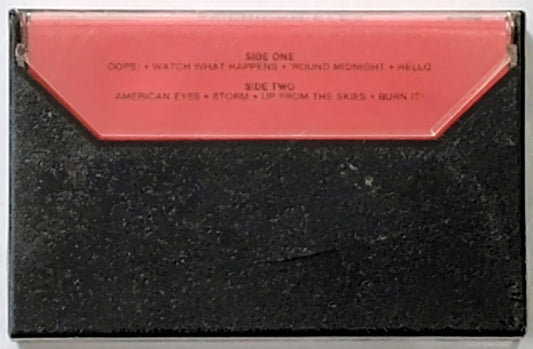 SIDE ONE
OOPS! • WATCH WHAT HAPPENS • 'ROUND MIDNIGHT • HELLO
SIDE TWO
AMERICAN EYES • STORM • UP FROM THE SKIES • BURN IT!